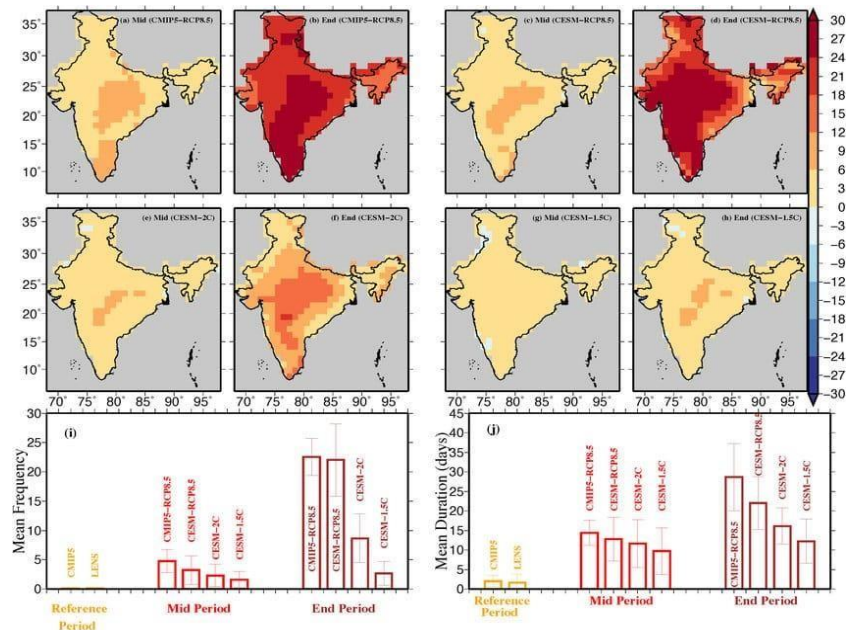 (a) Mid (CMIP5−RCP8.5)
(b) End (CMIP5−RCP8.5)
(c) Mid (CESM−RCP8.5)
(d) End (CESM−RCP8.5)
35°
30°
25°
20°
15°
10°
(e) Mid (CESM−2C)
(f) End (CESM−2C)
(g) Mid (CESM−1.5C)
(h) End (CESM−1.5C)
35°
30°
25°
20°
15°
10°
70° 75° 80° 85° 90° 95°
70° 75° 80° 85° 90° 95°
70° 75° 80° 85° 90° 95°
70° 75° 80° 85° 90° 95°
30
27
24
21
18
15
12
9
6
3
0
−3
−6
−9
−12
−15
−18
−21
−24
−27
−30
(i)
Mean Frequency
30
25
20
15
10
5
0
CMIP5
LENS
CMIP5−RCP8.5
CESM−RCP8.5
CESM−2C
CESM−1.5C
CMIP5−RCP8.5
CESM−RCP8.5
CESM−2C
CESM−1.5C
Reference
Period
Mid Period
End Period
(j)
Mean Duration (days)
45
40
35
30
25
20
15
10
5
0
CMIP5
LENS
CMIP5−RCP8.5
CESM−RCP8.5
CESM−2C
CESM−1.5C
CMIP5−RCP8.5
CESM−RCP8.5
CESM−2C
CESM−1.5C
Reference
Period
Mid Period
End Period